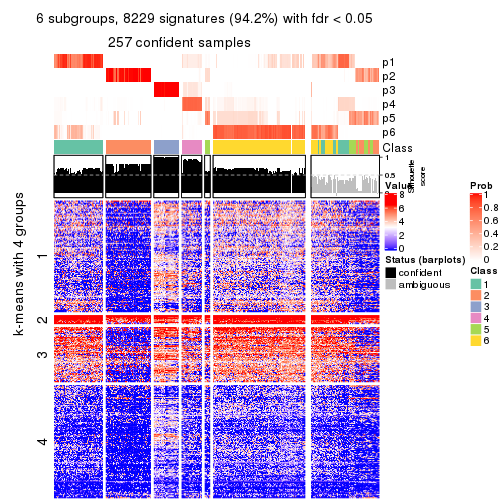 6 subgroups, 8229 signatures (94.2%) with fdr < 0.05
257 confident samples
p1
p2
p3
p4
p5
p6
Class
1
0.5
0
Silhouette
score
k-means with 4 groups
1
2
3
4
Value
8
6
4
2
0
Status (barplots)
confident
ambiguous
Prob
1
0.8
0.6
0.4
0.2
0
Class
1
2
3
4
5
6